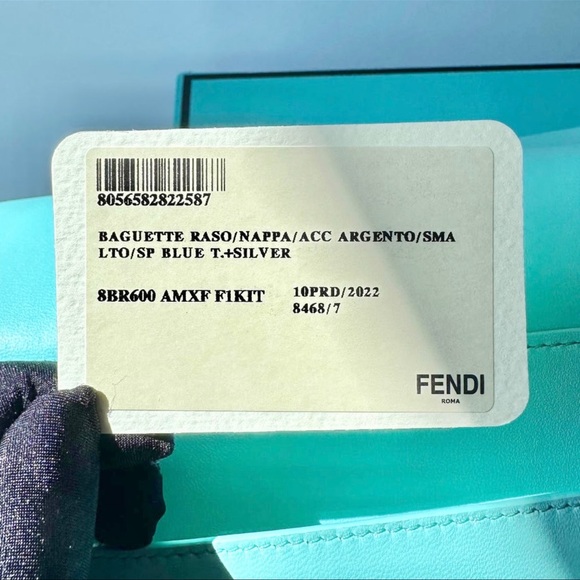 8056582822587
BAGUETTE RASO/NAPPA/ACC ARGENTO/SMA
LTO/SP BLUE T.+SILVER
8BR600 AMXF F1KIT 10PRD/2022
8468/7
FENDI
ROMA